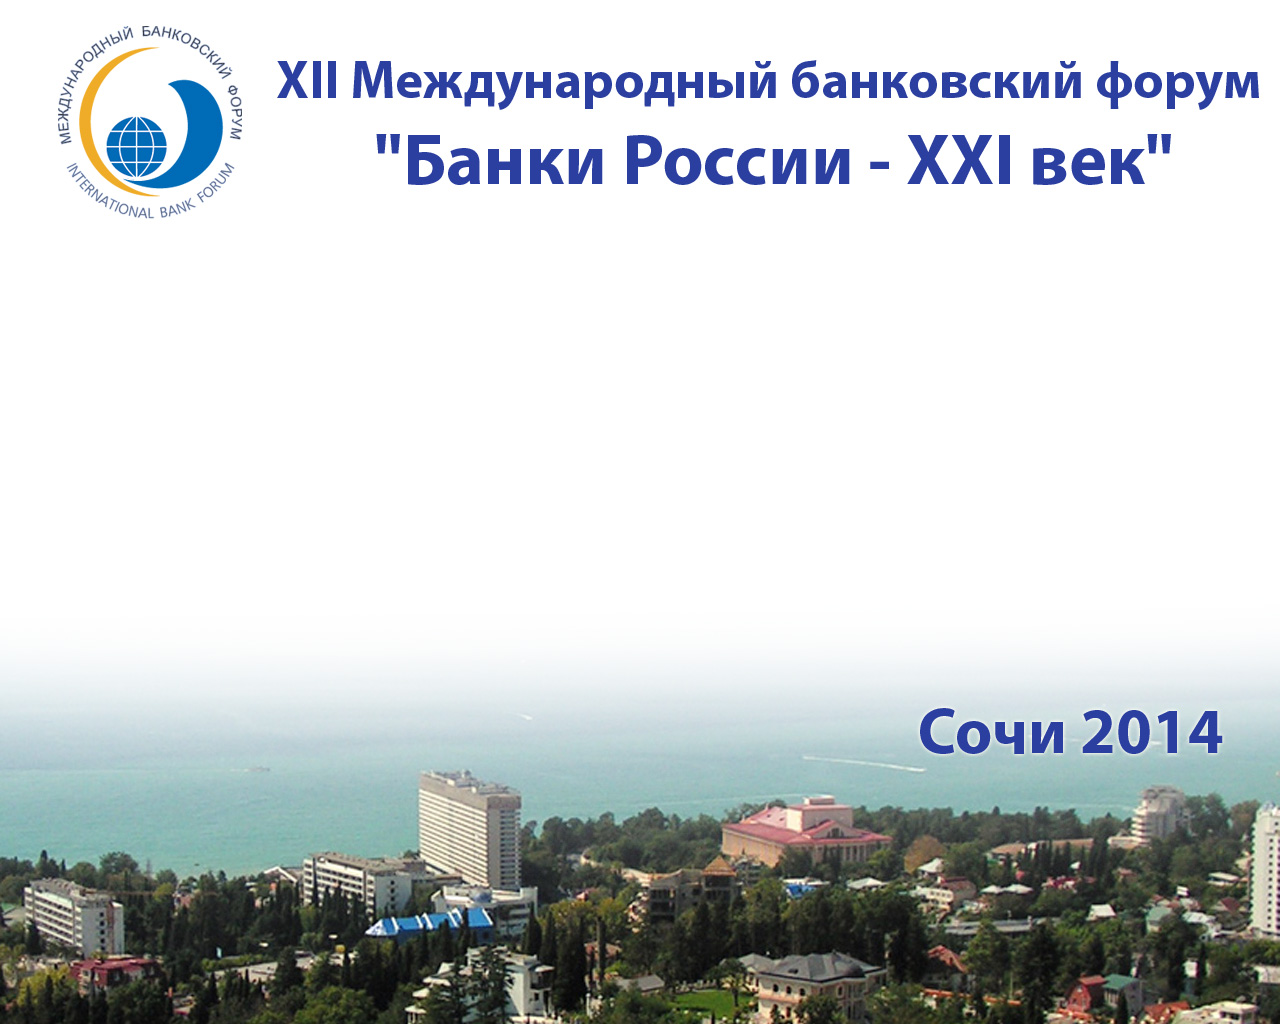 МЕЖДУНАРОДНЫЙ БАНКОВСКИЙ ФОРУМ
INTERNATIONAL BANK FORUM
XII Международный банковский форум
"Банки России - XXI век"
Сочи 2014